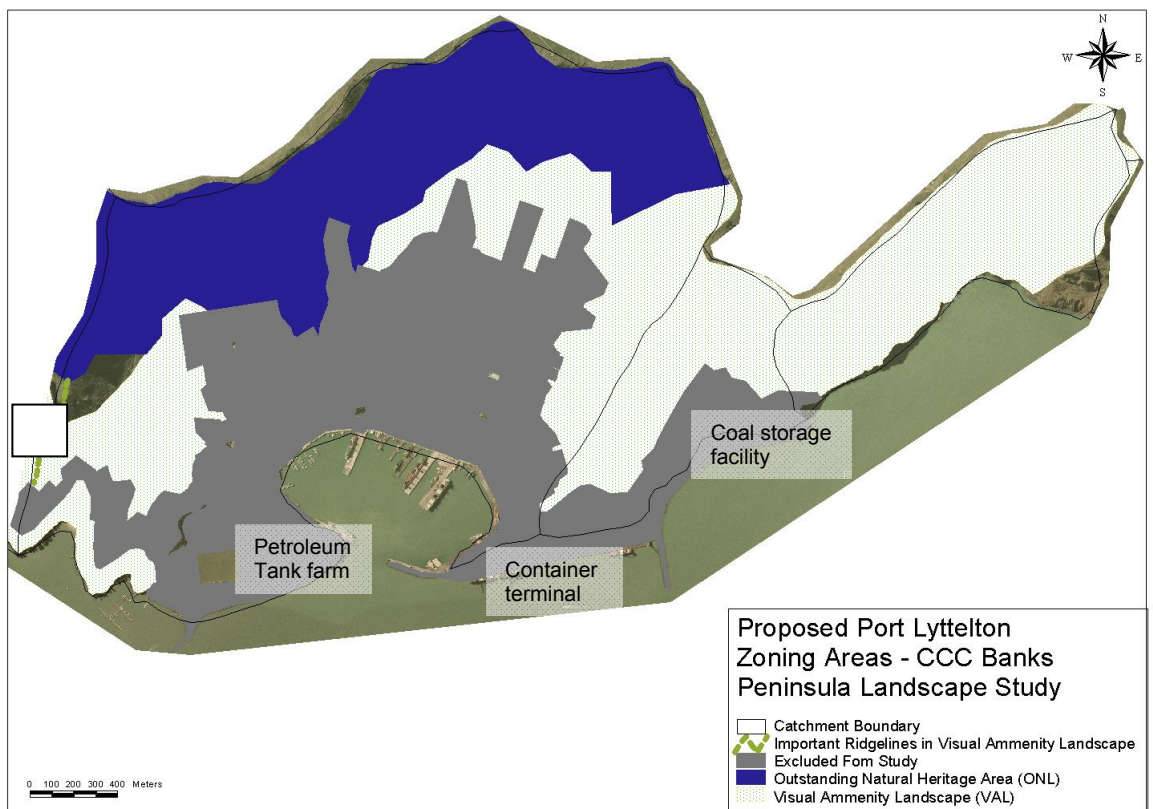 N
W E
S
Coal storage
facility
Petroleum
Tank farm
Container
terminal
Proposed Port Lyttelton
Zoning Areas - CCC Banks
Peninsula Landscape Study
Catchment Boundary
Important Ridgelines in Visual Ammenity Landscape
Excluded Fom Study
Outstanding Natural Heritage Area (ONL)
Visual Ammenity Landscape (VAL)
0 100 200 300 400 Meters